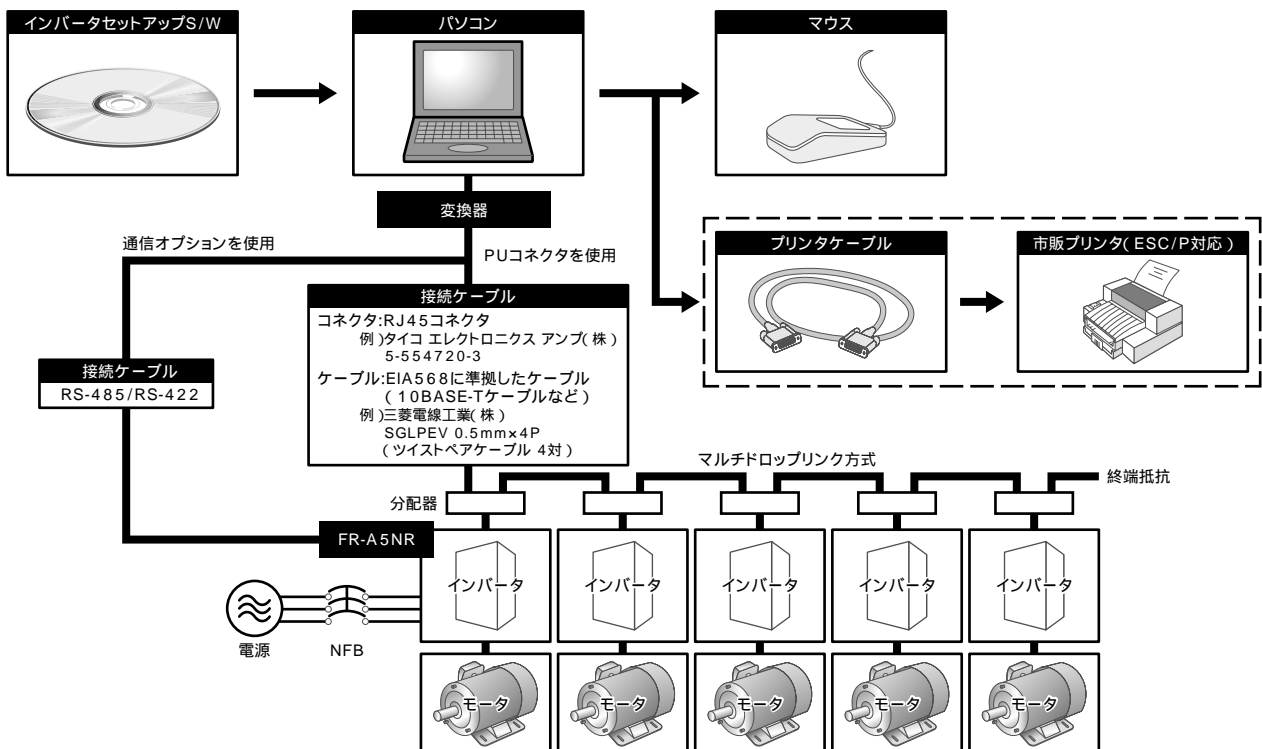 インバータセットアップS/W
パソコン
マウス
変換器
通信オプションを使用
PUコネクタを使用
プリンタケーブル
市販プリンタ(ESC/P対応)
接続ケーブル
コネクタ:RJ45コネクタ
例)タイコ エレクトロニクス アンプ(株)
5-554720-3
ケーブル:EIA568に準拠したケーブル
(10BASE-Tケーブルなど)
例)三菱電線工業(株)
SGLPEV 0.5mm×4P
(ツイストペアケーブル 4対)
接続ケーブル
RS-485/RS-422
マルチドロップリンク方式
終端抵抗
分配器
FR-A5NR
インバータ
インバータ
インバータ
インバータ
インバータ
電源
NFB
モータ
モータ
モータ
モータ
モータ